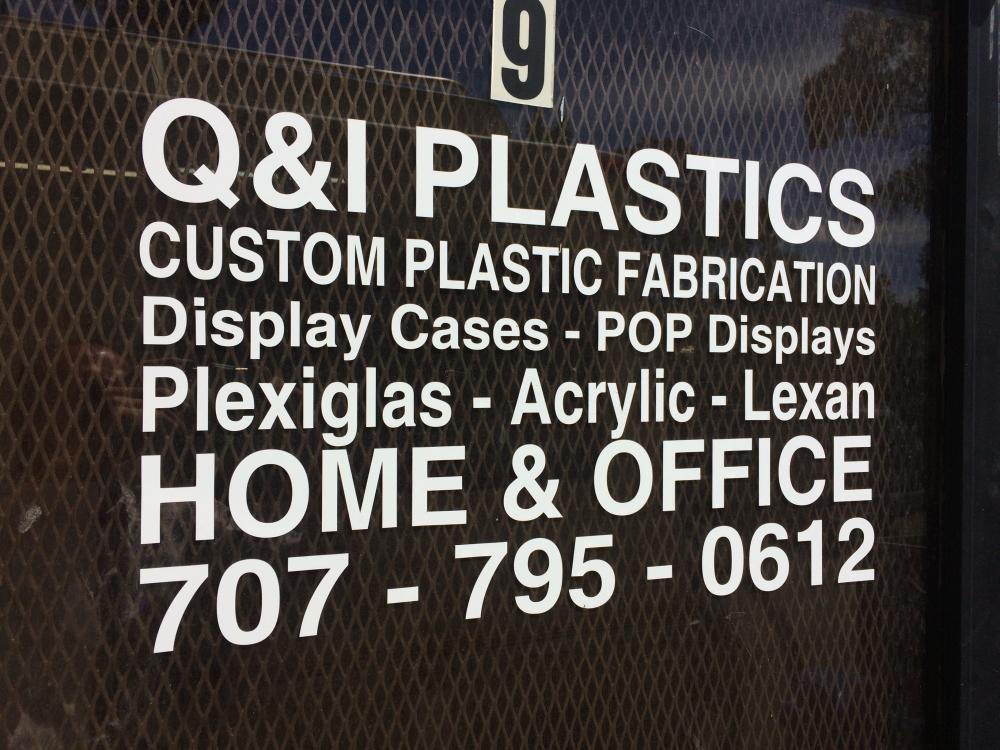 9
Q&I PLASTICS
CUSTOM PLASTIC FABRICATION
Display Cases - POP Displays
Plexiglas - Acrylic - Lexan
HOME & OFFICE
707 - 795 - 0612